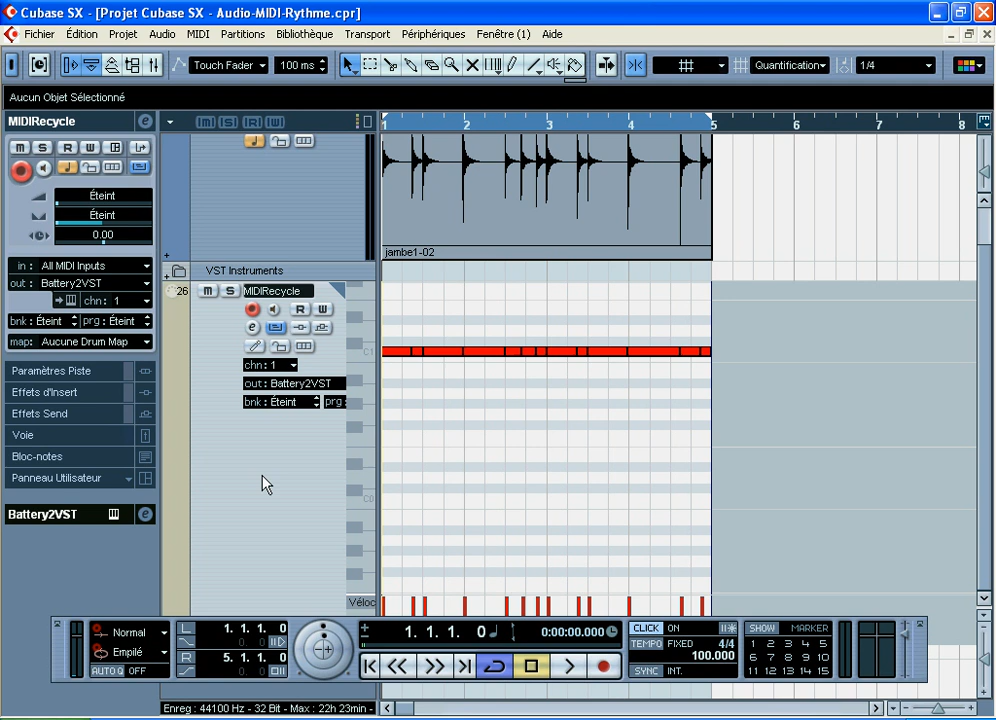 Cubase SX - [Projet Cubase SX - Audio-MIDI-Rythme.cpr]
Fichier Édition Projet Audio MIDI Partitions Bibliothèque Transport Périphériques Fenêtre (1) Aide
Touch Fader 100 ms Quantification 1/4
Aucun Objet Sélectionné
MIDIRecycle e [M] [S] [R] [W] 1 2 3 4 5 6 7 8
M S R W
Éteint
Éteint
0.00
jambe1-02
in : All MIDI Inputs
VST Instruments
out : Battery2VST
26 M S MIDIRecycle
chn : 1
R W
bnk : Éteint prg : Éteint
e
map : Aucune Drum Map
C1
Paramètres Piste
chn : 1
Effets d'Insert
out : Battery2VST
bnk : Éteint prg :
Effets Send
Voie
Bloc-notes
Panneau Utilisateur
C0
Battery2VST e
Véloc
Normal L 1. 1. 1. 0 1. 1. 1. 0 0:00:00.000 CLICK ON SHOW MARKER
0. 0
TEMPO FIXED 4/4 1 2 3 4 5
Empilé R 5. 1. 1. 0 100.000 6 7 8 9 10
AUTO Q OFF 0. 0 SYNC INT. 11 12 13 14 15
Enreg : 44100 Hz - 32 Bit - Max : 22h 23min -